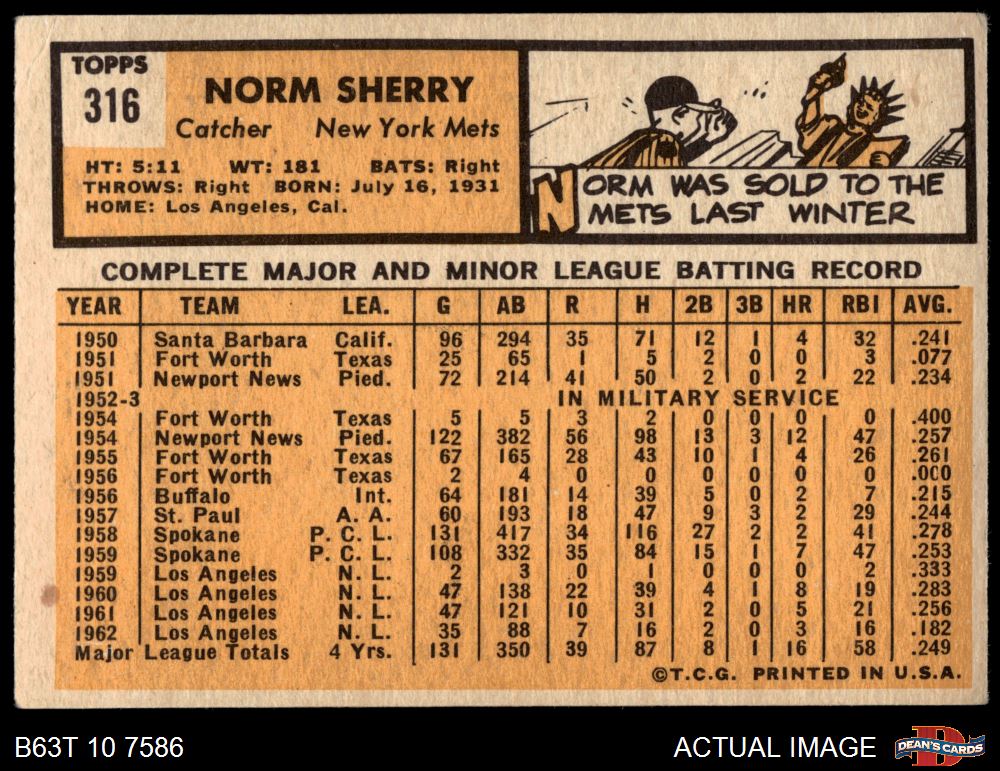 TOPPS
316
NORM SHERRY
Catcher New York Mets
HT: 5:11 WT: 181 BATS: Right
THROWS: Right BORN: July 16, 1931
HOME: Los Angeles, Cal.
NORM WAS SOLD TO THE
METS LAST WINTER
COMPLETE MAJOR AND MINOR LEAGUE BATTING RECORD
YEAR TEAM LEA. G AB R H 2B 3B HR RBI AVG.
1950 Santa Barbara Calif. 96 294 35 71 12 1 4 32 .241
1951 Fort Worth Texas 25 65 1 5 2 0 0 3 .077
1951 Newport News Pied. 72 214 41 50 2 0 2 22 .234
1952-3 IN MILITARY SERVICE
1954 Fort Worth Texas 5 5 3 2 0 0 0 0 .400
1954 Newport News Pied. 122 382 56 98 13 3 12 47 .257
1955 Fort Worth Texas 67 165 28 43 10 1 4 26 .261
1956 Fort Worth Texas 2 4 0 0 0 0 0 0 .000
1956 Buffalo Int. 64 181 14 39 5 0 2 7 .215
1957 St. Paul A. A. 60 193 18 47 9 3 2 29 .244
1958 Spokane P. C. L. 131 417 34 116 27 2 2 41 .278
1959 Spokane P. C. L. 108 332 35 84 15 1 7 47 .253
1959 Los Angeles N. L. 2 3 0 1 0 0 0 2 .333
1960 Los Angeles N. L. 47 138 22 39 4 1 8 19 .283
1961 Los Angeles N. L. 47 121 10 31 2 0 5 21 .256
1962 Los Angeles N. L. 35 88 7 16 2 0 3 16 .182
Major League Totals 4 Yrs. 131 350 39 87 8 1 16 58 .249
©T.C.G. PRINTED IN U.S.A.
B63T 10 7586 ACTUAL IMAGE DEAN'S CARDS